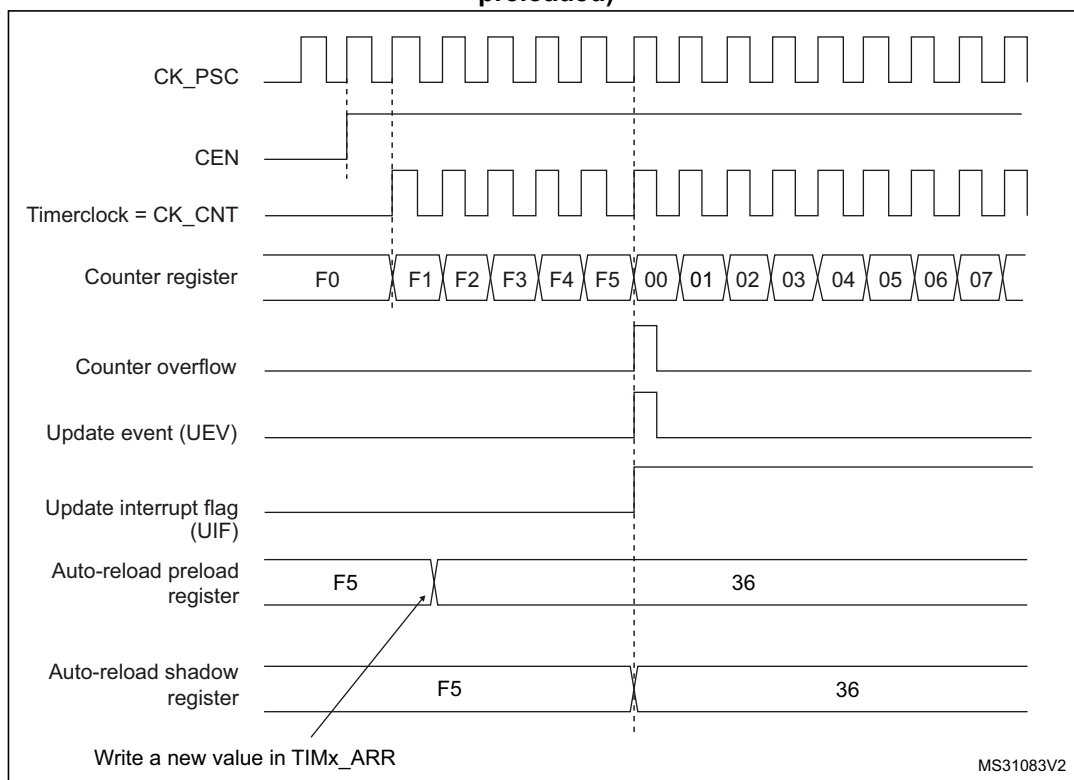 preloaded)
CK_PSC
CEN
Timerclock = CK_CNT
Counter register
F0 F1 F2 F3 F4 F5 00 01 02 03 04 05 06 07
Counter overflow
Update event (UEV)
Update interrupt flag
(UIF)
Auto-reload preload
register
F5 36
Auto-reload shadow
register
F5 36
Write a new value in TIMx_ARR
MS31083V2